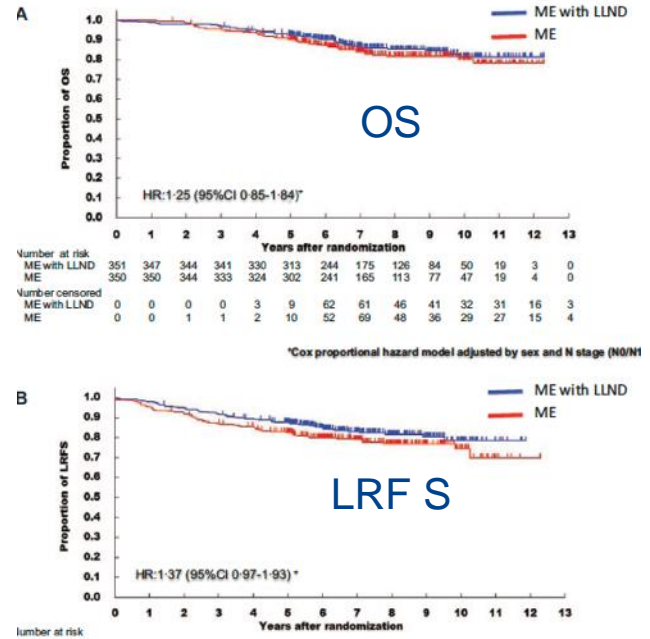 A
ME with LLND
ME
Proportion of OS
1.0
0.9
0.8
0.7
0.6
0.5
0.4
0.3
0.2
0.1
0.0
OS
HR:1·25 (95%CI 0·85-1·84)*
0 1 2 3 4 5 6 7 8 9 10 11 12 13
Years after randomization
Number at risk
ME with LLND 351 347 344 341 330 313 244 175 126 84 50 19 3 0
ME 350 350 344 333 324 302 241 165 113 77 47 19 4 0
Number censored
ME with LLND 0 0 0 0 3 9 62 61 46 41 32 31 16 3
ME 0 0 1 1 2 10 52 69 48 36 29 27 15 4
*Cox proportional hazard model adjusted by sex and N stage (N0/N1
B
ME with LLND
ME
Proportion of LRFS
1.0
0.9
0.8
0.7
0.6
0.5
0.4
0.3
0.2
0.1
0.0
LRF S
HR:1·37 (95%CI 0·97-1·93) *
0 1 2 3 4 5 6 7 8 9 10 11 12 13
Years after randomization
Number at risk